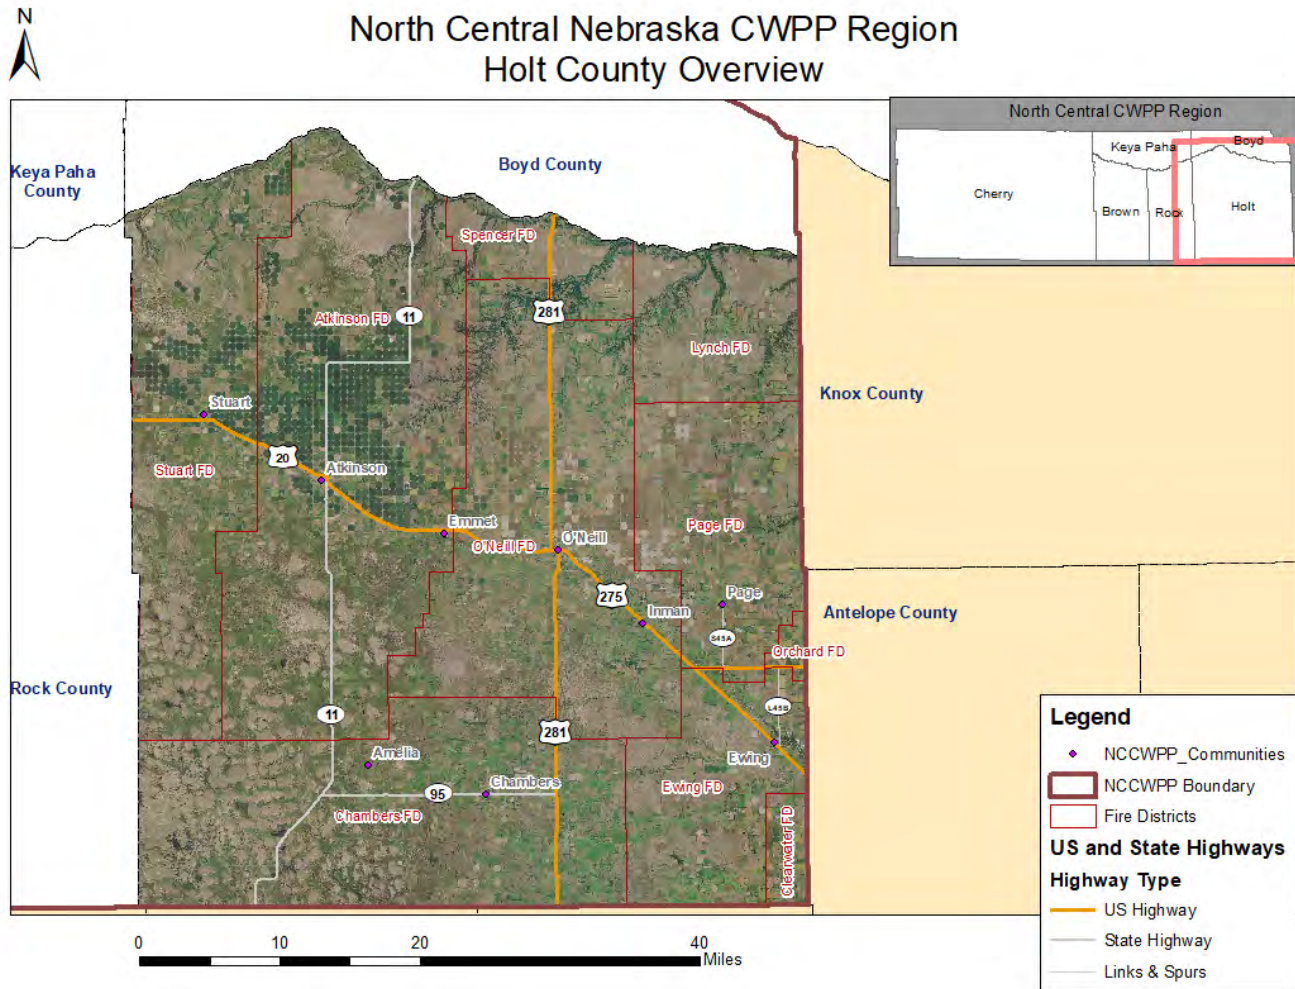 N
North Central Nebraska CWPP Region
Holt County Overview
North Central CWPP Region
Keya Paha
Boyd
Cherry
Brown
Rock
Holt
Keya Paha
County
Boyd County
Spencer FD
281
Atkinson FD
11
Lynch FD
Knox County
Stuart
20
Stuart FD
Atkinson
Emmet
O'Neill FD
O'Neill
Page FD
275
Page
Inman
S45A
Antelope County
Orchard FD
Rock County
11
281
L45B
Amelia
Ewing
Chambers
95
Ewing FD
Chambers FD
Clearwater FD
Legend
NCCWPP_Communities
NCCWPP Boundary
Fire Districts
US and State Highways
Highway Type
US Highway
State Highway
Links & Spurs
0 10 20 40
Miles